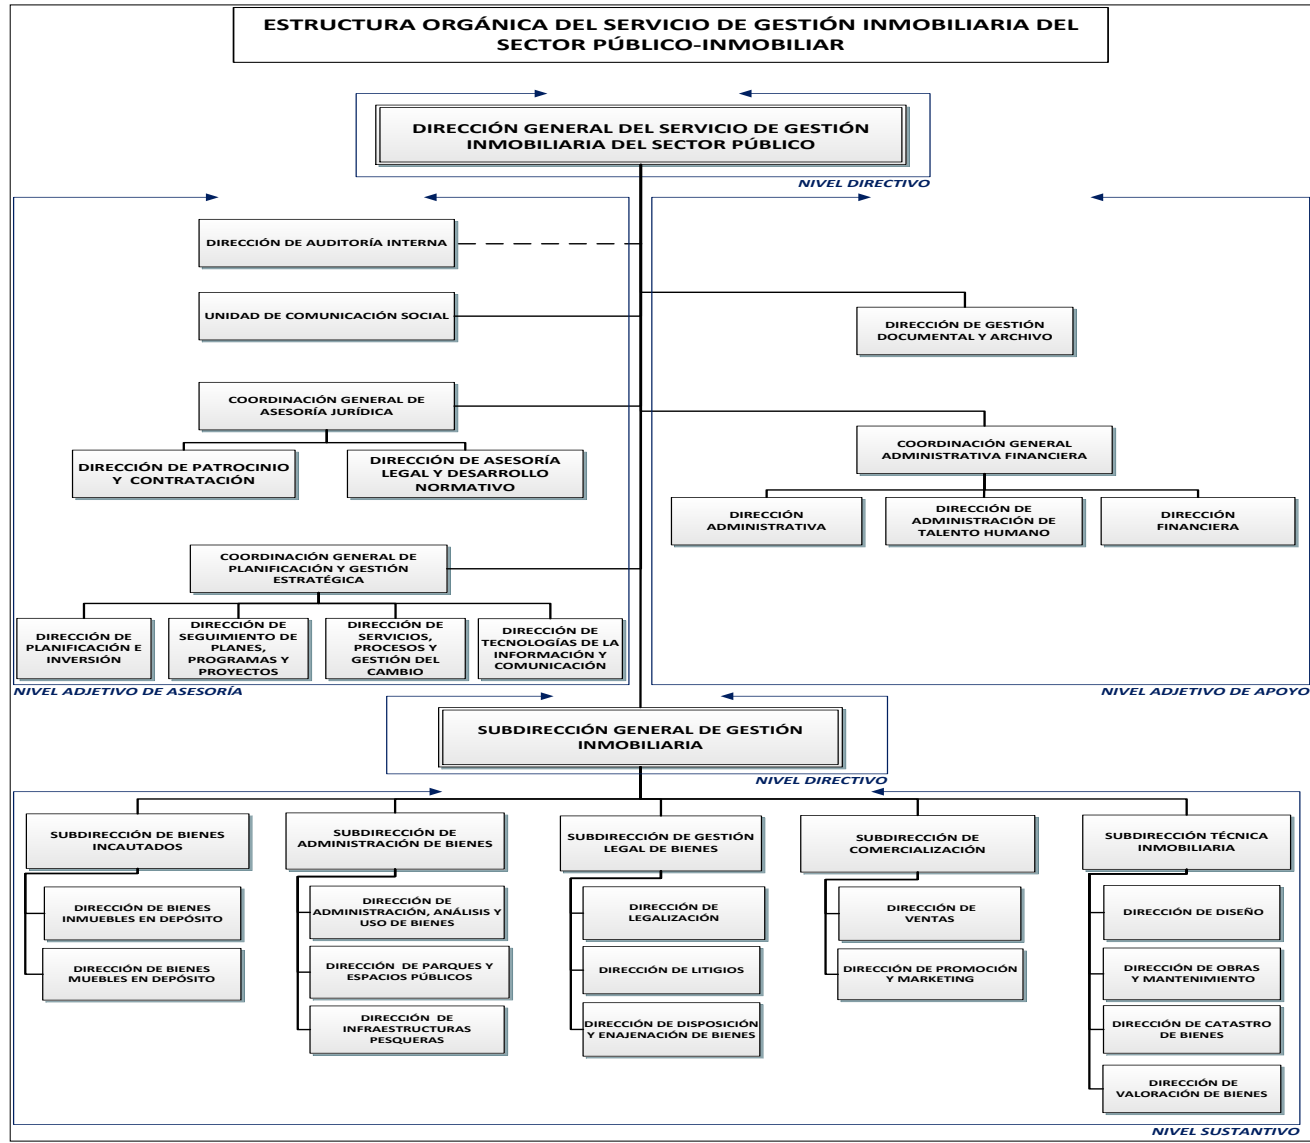 ESTRUCTURA ORGÁNICA DEL SERVICIO DE GESTIÓN INMOBILIARIA DEL
SECTOR PÚBLICO-INMOBILIAR
DIRECCIÓN GENERAL DEL SERVICIO DE GESTIÓN
INMOBILIARIA DEL SECTOR PÚBLICO
NIVEL DIRECTIVO
DIRECCIÓN DE AUDITORÍA INTERNA
UNIDAD DE COMUNICACIÓN SOCIAL
COORDINACIÓN GENERAL DE
ASESORÍA JURÍDICA
DIRECCIÓN DE PATROCINIO
Y CONTRATACIÓN
DIRECCIÓN DE ASESORÍA
LEGAL Y DESARROLLO
NORMATIVO
COORDINACIÓN GENERAL DE
PLANIFICACIÓN Y GESTIÓN
ESTRATÉGICA
DIRECCIÓN DE
PLANIFICACIÓN E
INVERSIÓN
DIRECCIÓN DE
SEGUIMIENTO DE
PLANES,
PROGRAMAS Y
PROYECTOS
DIRECCIÓN DE
SERVICIOS,
PROCESOS Y
GESTIÓN DEL
CAMBIO
DIRECCIÓN DE
TECNOLOGÍAS DE LA
INFORMACIÓN Y
COMUNICACIÓN
NIVEL ADJETIVO DE ASESORÍA
DIRECCIÓN DE GESTIÓN
DOCUMENTAL Y ARCHIVO
COORDINACIÓN GENERAL
ADMINISTRATIVA FINANCIERA
DIRECCIÓN
ADMINISTRATIVA
DIRECCIÓN DE
ADMINISTRACIÓN DE
TALENTO HUMANO
DIRECCIÓN
FINANCIERA
NIVEL ADJETIVO DE APOYO
SUBDIRECCIÓN GENERAL DE GESTIÓN
INMOBILIARIA
NIVEL DIRECTIVO
SUBDIRECCIÓN DE BIENES
INCAUTADOS
DIRECCIÓN DE BIENES
INMUEBLES EN DEPÓSITO
DIRECCIÓN DE BIENES
MUEBLES EN DEPÓSITO
SUBDIRECCIÓN DE
ADMINISTRACIÓN DE BIENES
DIRECCIÓN DE
ADMINISTRACIÓN, ANÁLISIS Y
USO DE BIENES
DIRECCIÓN DE PARQUES Y
ESPACIOS PÚBLICOS
DIRECCIÓN DE
INFRAESTRUCTURAS
PESQUERAS
SUBDIRECCIÓN DE GESTIÓN
LEGAL DE BIENES
DIRECCIÓN DE
LEGALIZACIÓN
DIRECCIÓN DE LITIGIOS
DIRECCIÓN DE DISPOSICIÓN
Y ENAJENACIÓN DE BIENES
SUBDIRECCIÓN DE
COMERCIALIZACIÓN
DIRECCIÓN DE
VENTAS
DIRECCIÓN DE PROMOCIÓN
Y MARKETING
SUBDIRECCIÓN TÉCNICA
INMOBILIARIA
DIRECCIÓN DE DISEÑO
DIRECCIÓN DE OBRAS
Y MANTENIMIENTO
DIRECCIÓN DE CATASTRO
DE BIENES
DIRECCIÓN DE
VALORACIÓN DE BIENES
NIVEL SUSTANTIVO